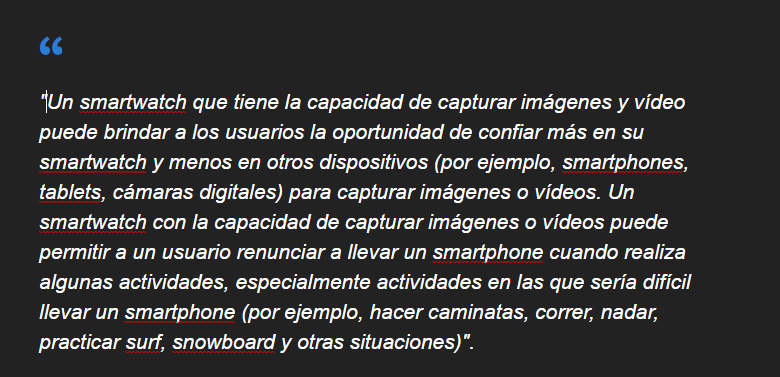 “
"Un smartwatch que tiene la capacidad de capturar imágenes y vídeo
puede brindar a los usuarios la oportunidad de confiar más en su
smartwatch y menos en otros dispositivos (por ejemplo, smartphones,
tablets, cámaras digitales) para capturar imágenes o vídeos. Un
smartwatch con la capacidad de capturar imágenes o vídeos puede
permitir a un usuario renunciar a llevar un smartphone cuando realiza
algunas actividades, especialmente actividades en las que sería difícil
llevar un smartphone (por ejemplo, hacer caminatas, correr, nadar,
practicar surf, snowboard y otras situaciones)".